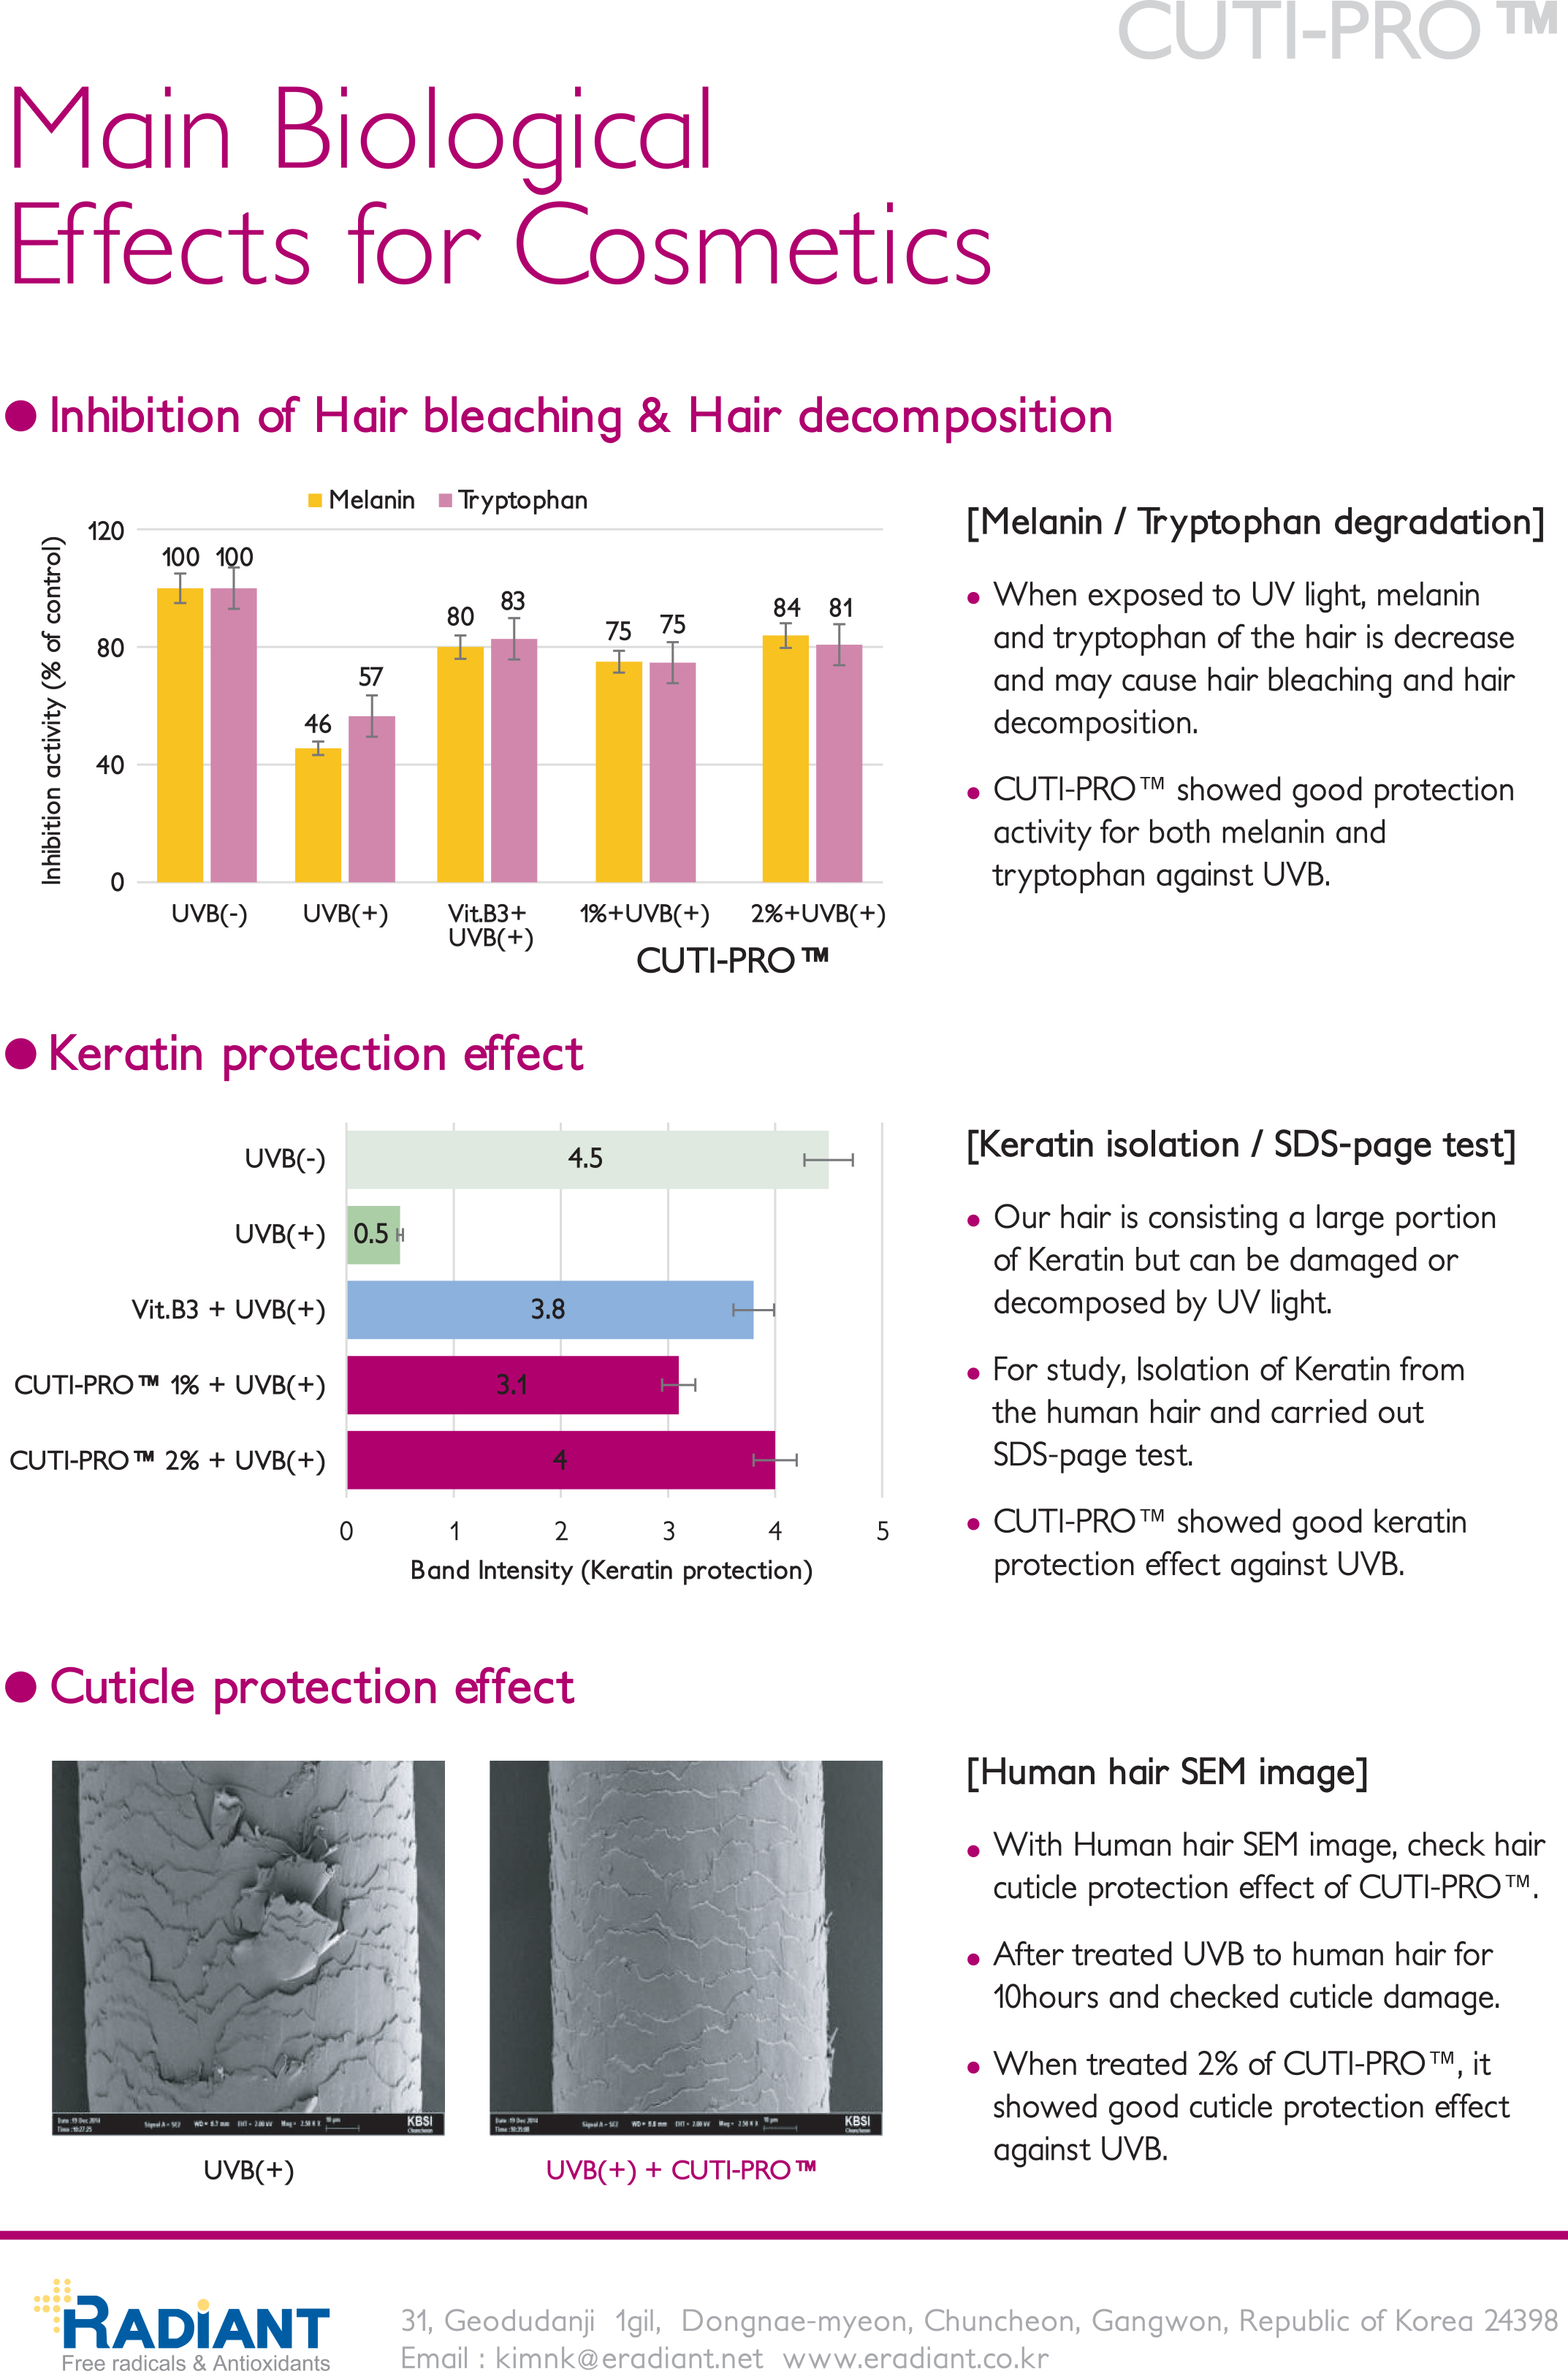 CUTI-PRO™
Main Biological
Effects for Cosmetics
● Inhibition of Hair bleaching & Hair decomposition
Melanin Tryptophan
Inhibition activity (% of control)
120
80
40
0
100 100
46 57
80 83
75 75
84 81
UVB(-) UVB(+) Vit.B3+ 1%+UVB(+) 2%+UVB(+)
UVB(+)
CUTI-PRO™
[Melanin / Tryptophan degradation]
● When exposed to UV light, melanin
and tryptophan of the hair is decrease
and may cause hair bleaching and hair
decomposition.
● CUTI-PRO™ showed good protection
activity for both melanin and
tryptophan against UVB.
● Keratin protection effect
UVB(-) 4.5
UVB(+) 0.5
Vit.B3 + UVB(+) 3.8
CUTI-PRO™ 1% + UVB(+) 3.1
CUTI-PRO™ 2% + UVB(+) 4
0 1 2 3 4 5
Band Intensity (Keratin protection)
[Keratin isolation / SDS-page test]
● Our hair is consisting a large portion
of Keratin but can be damaged or
decomposed by UV light.
● For study, Isolation of Keratin from
the human hair and carried out
SDS-page test.
● CUTI-PRO™ showed good keratin
protection effect against UVB.
● Cuticle protection effect
KBSI
Chuncheon
KBSI
Chuncheon
UVB(+) UVB(+) + CUTI-PRO™
[Human hair SEM image]
● With Human hair SEM image, check hair
cuticle protection effect of CUTI-PRO™.
● After treated UVB to human hair for
10hours and checked cuticle damage.
● When treated 2% of CUTI-PRO™, it
showed good cuticle protection effect
against UVB.
RADiANT
Free radicals & Antioxidants
31, Geodudanji 1gil, Dongnae-myeon, Chuncheon, Gangwon, Republic of Korea 24398
Email : kimnk@eradiant.net www.eradiant.co.kr